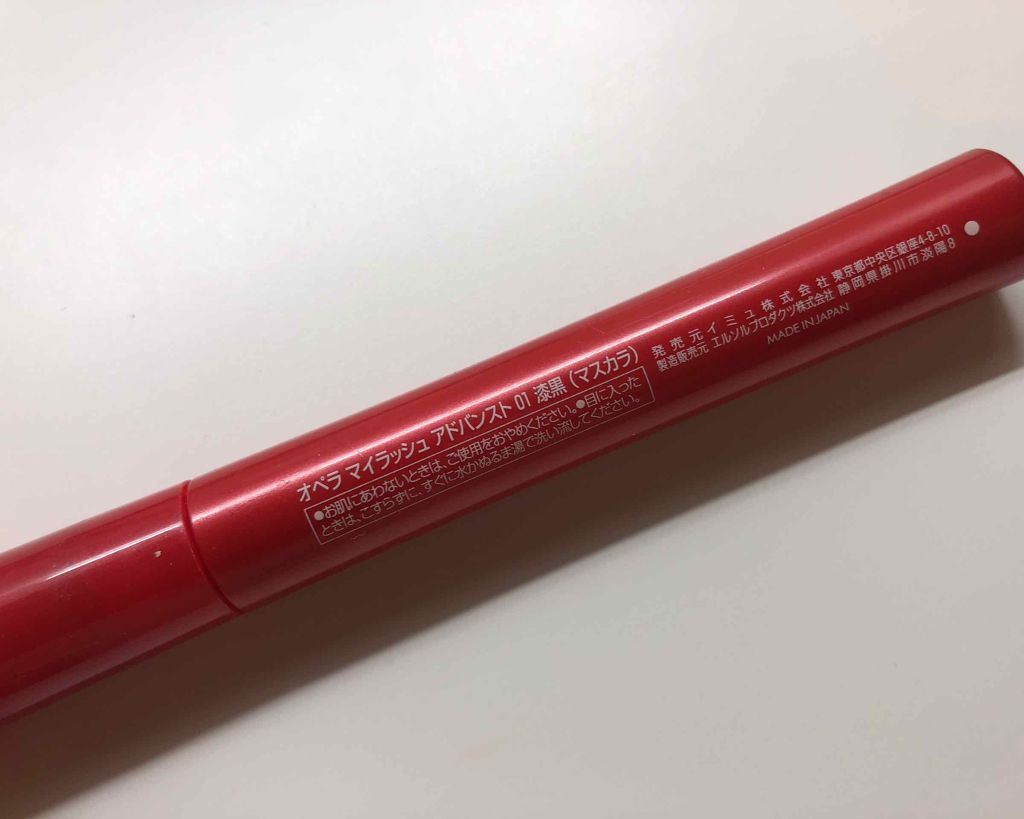 オペラ マイラッシュ アドバンスト 01 漆黒 (マスカラ)
●お肌にあわないときは、ご使用をおやめください。●目に入った
ときは、こすらずに、すぐに水かぬるま湯で洗い流してください。
発売元 イミュ株式会社 東京都中央区銀座4-8-10
製造販売元 エルソルプロダクツ株式会社 静岡県掛川市淡陽8
MADE IN JAPAN